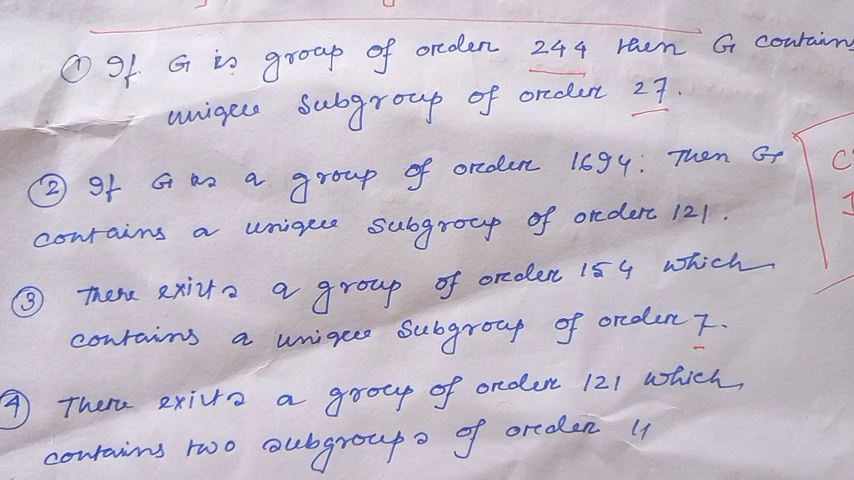 ① If G is group of order 244 then G contains
unique subgroup of order 27.
② If G is a group of order 1694. Then G
contains a unique subgroup of order 121.
③ There exists a group of order 154 which
contains a unique subgroup of order 7.
④ There exists a group of order 121 which
contains two subgroups of order 11